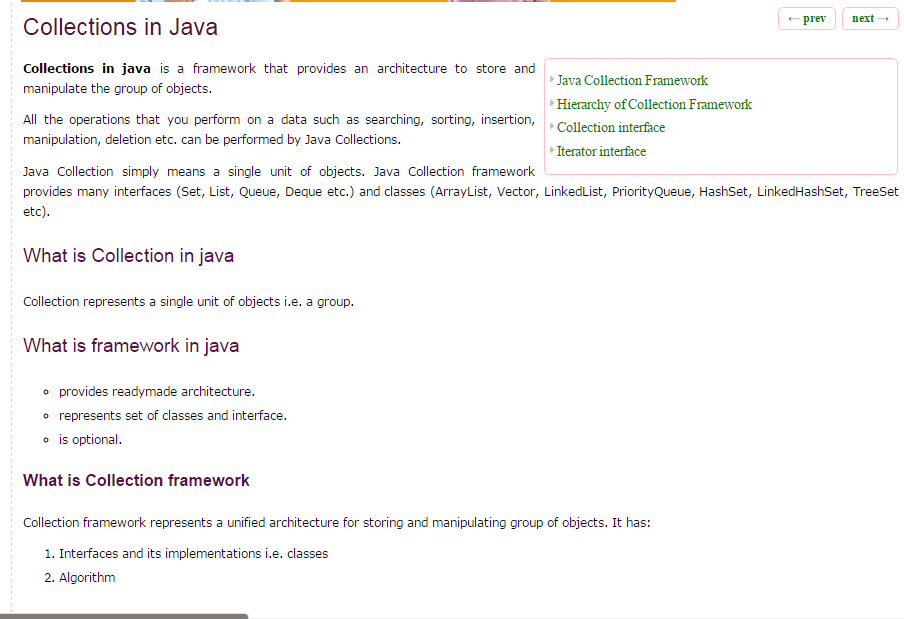 Collections in Java
← prev
next →
Collections in java is a framework that provides an architecture to store and
manipulate the group of objects.
All the operations that you perform on a data such as searching, sorting, insertion,
manipulation, deletion etc. can be performed by Java Collections.
Java Collection Framework
Hierarchy of Collection Framework
Collection interface
Iterator interface
Java Collection simply means a single unit of objects. Java Collection framework
provides many interfaces (Set, List, Queue, Deque etc.) and classes (ArrayList, Vector, LinkedList, PriorityQueue, HashSet, LinkedHashSet, TreeSet
etc).
What is Collection in java
Collection represents a single unit of objects i.e. a group.
What is framework in java
provides readymade architecture.
represents set of classes and interface.
is optional.
What is Collection framework
Collection framework represents a unified architecture for storing and manipulating group of objects. It has:
1. Interfaces and its implementations i.e. classes
2. Algorithm